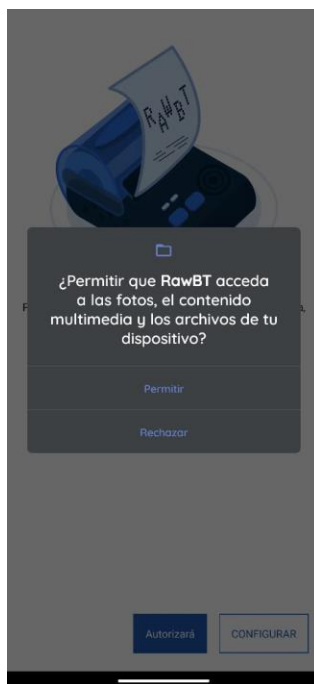 RAWBT
¿Permitir que RawBT acceda
a las fotos, el contenido
multimedia y los archivos de tu
dispositivo?
Permitir
Rechazar
Autorizará
CONFIGURAR